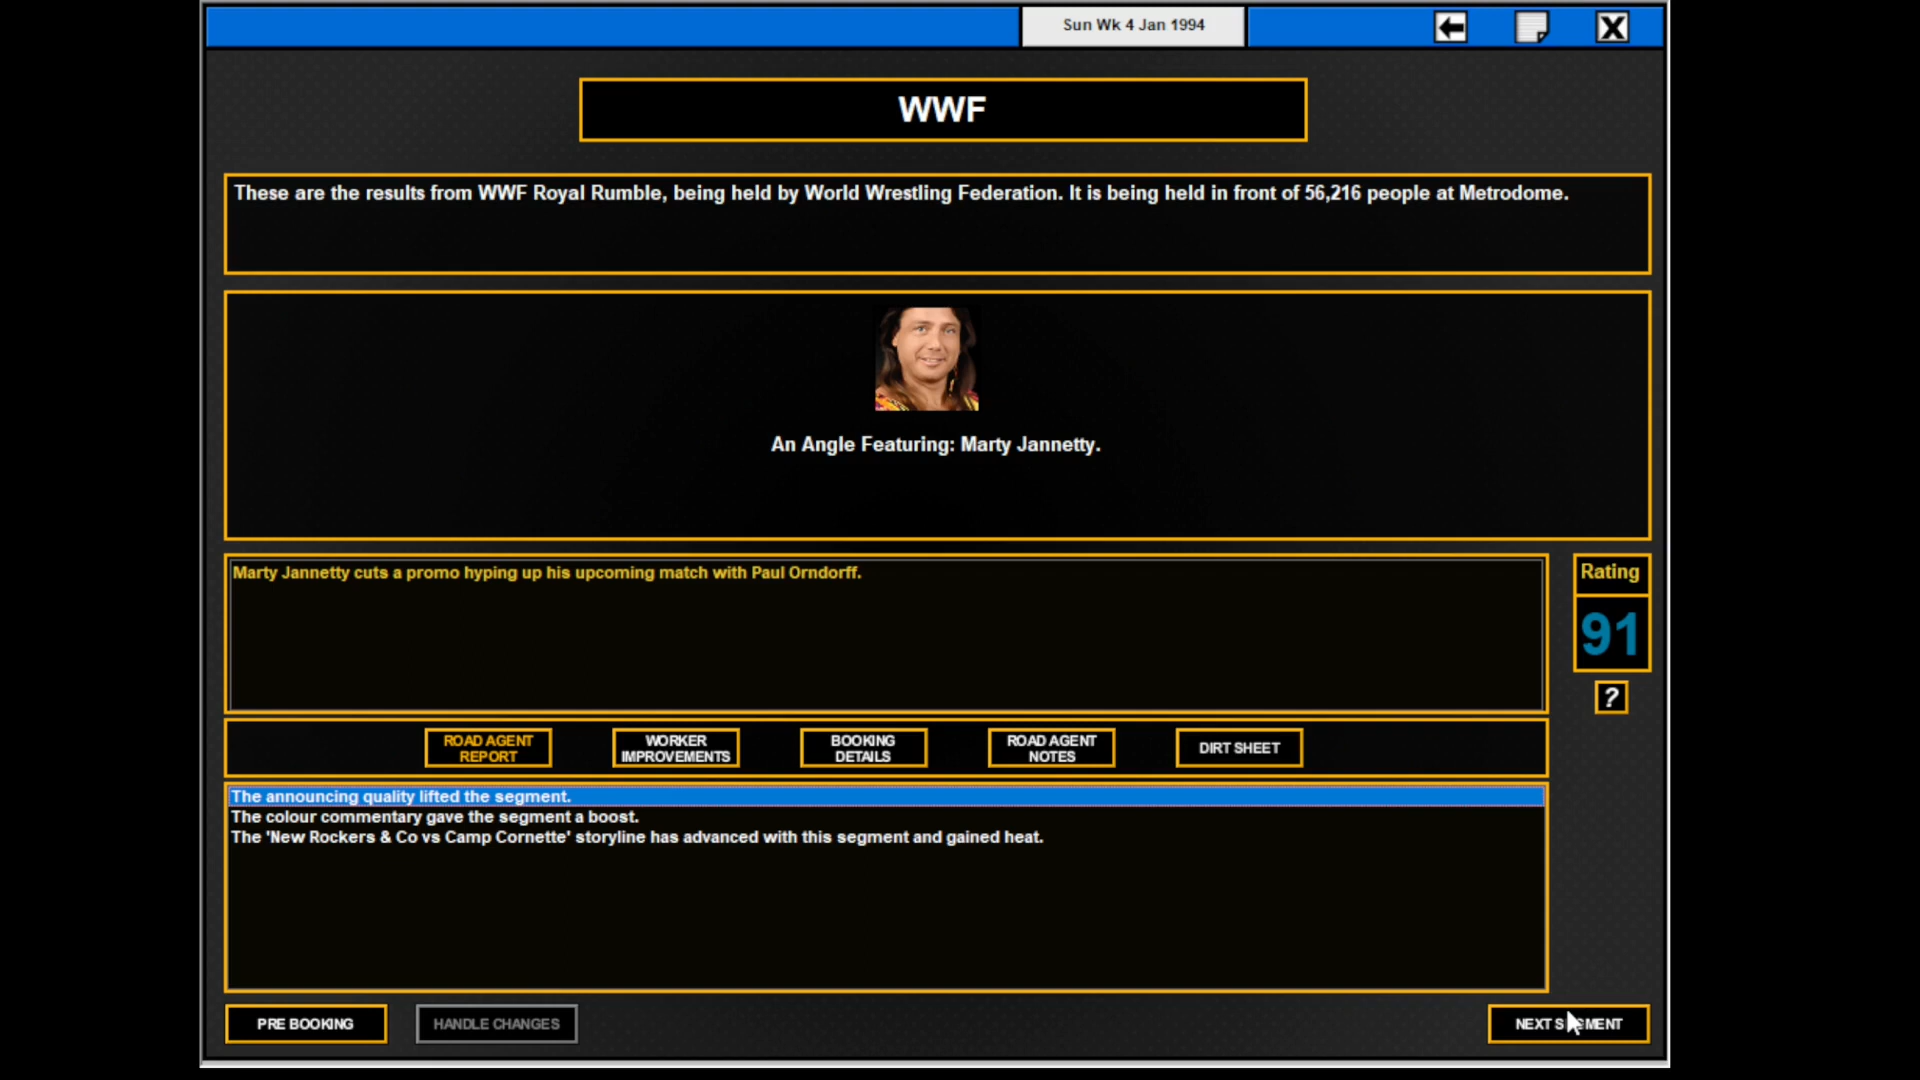 Sun Wk 4 Jan 1994
X
WWF
These are the results from WWF Royal Rumble, being held by World Wrestling Federation. It is being held in front of 56,216 people at Metrodome.
An Angle Featuring: Marty Jannetty.
Marty Jannetty cuts a promo hyping up his upcoming match with Paul Orndorff.
Rating
91
?
ROAD AGENT
REPORT
WORKER
IMPROVEMENTS
BOOKING
DETAILS
ROAD AGENT
NOTES
DIRT SHEET
The announcing quality lifted the segment.
The colour commentary gave the segment a boost.
The 'New Rockers & Co vs Camp Cornette' storyline has advanced with this segment and gained heat.
PRE BOOKING
HANDLE CHANGES
NEXT SEGMENT